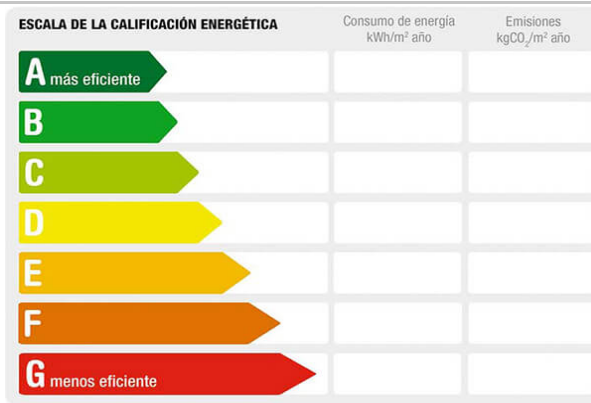 ESCALA DE LA CALIFICACIÓN ENERGÉTICA
Consumo de energía
kWh/m² año
Emisiones
kgCO₂/m² año
A más eficiente
B
C
D
E
F
G menos eficiente